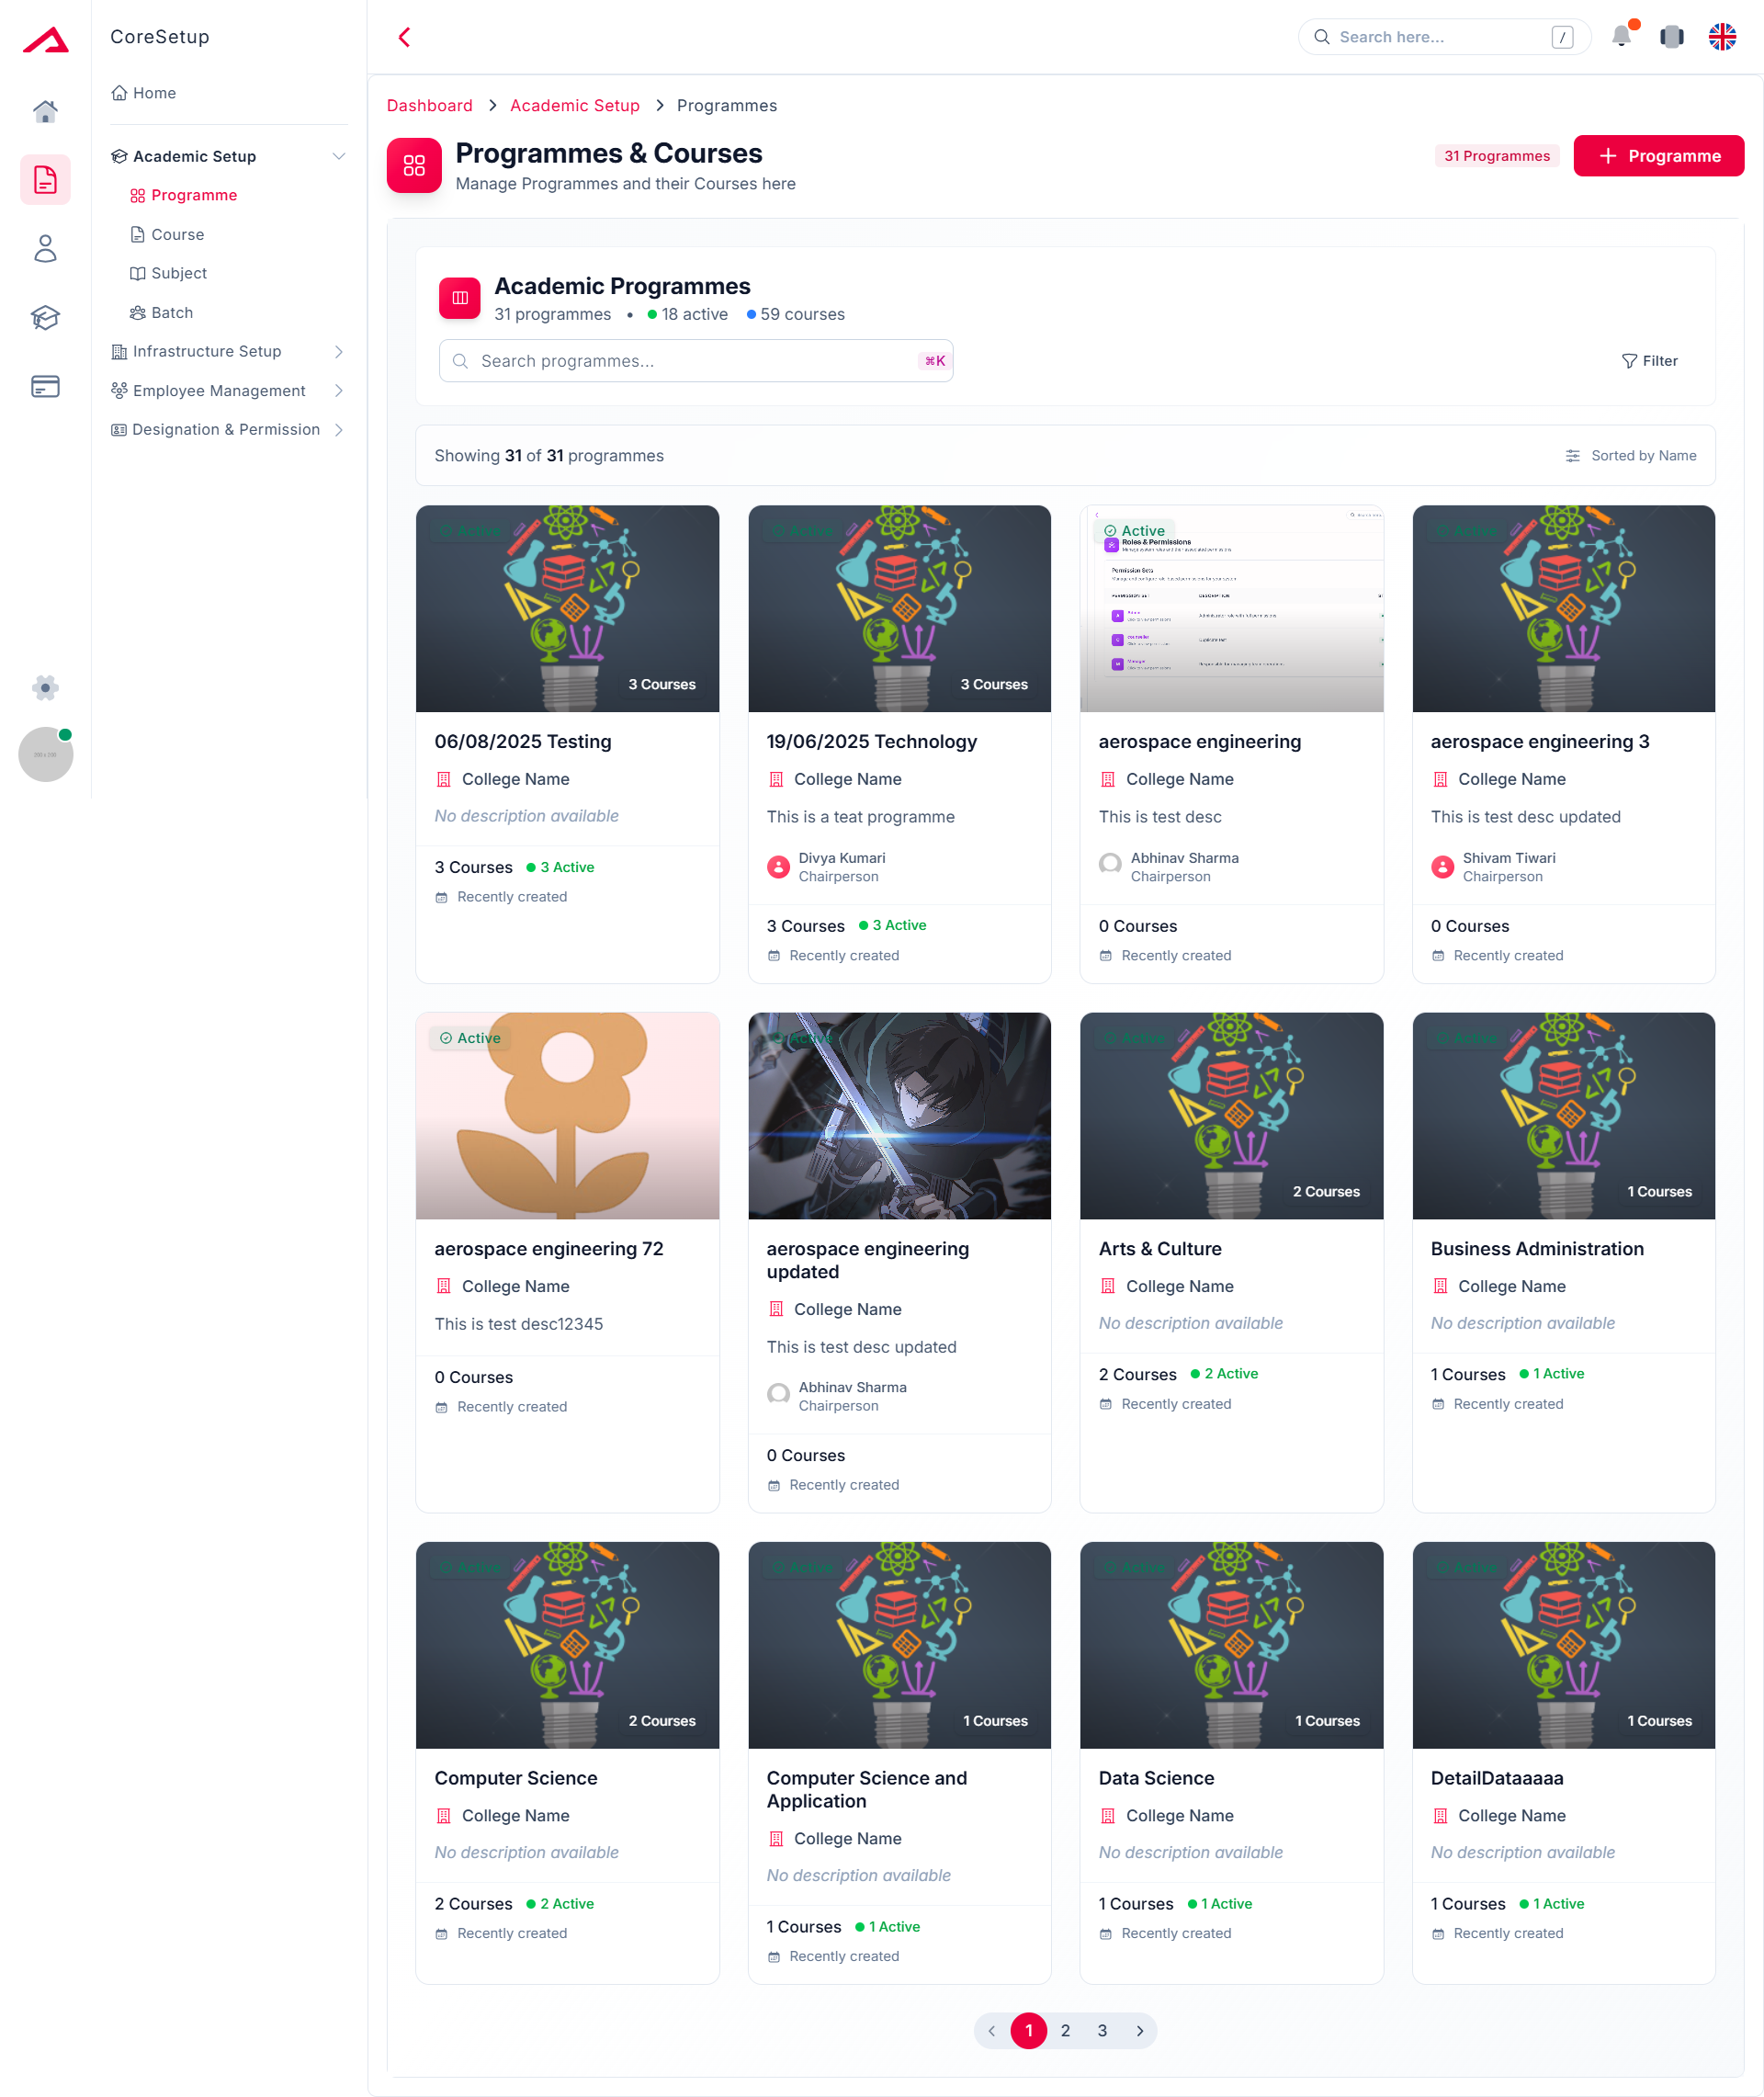 CoreSetup
Home
Academic Setup
Programme
Course
Subject
Batch
Infrastructure Setup
Employee Management
Designation & Permission
Search here...
/
Dashboard > Academic Setup > Programmes
Programmes & Courses
Manage Programmes and their Courses here
31 Programmes
+ Programme
Academic Programmes
31 programmes • 18 active 59 courses
Search programmes...
⌘K
Filter
Showing 31 of 31 programmes
Sorted by Name
Active
3 Courses
06/08/2025 Testing
College Name
No description available
3 Courses 3 Active
Recently created
Active
3 Courses
19/06/2025 Technology
College Name
This is a teat programme
Divya Kumari
Chairperson
3 Courses 3 Active
Recently created
Active
Roles & Permissions
Permission Sets
aerospace engineering
College Name
This is test desc
Abhinav Sharma
Chairperson
0 Courses
Recently created
Active
aerospace engineering 3
College Name
This is test desc updated
Shivam Tiwari
Chairperson
0 Courses
Recently created
Active
aerospace engineering 72
College Name
This is test desc12345
0 Courses
Recently created
Active
aerospace engineering
updated
College Name
This is test desc updated
Abhinav Sharma
Chairperson
0 Courses
Recently created
Active
2 Courses
Arts & Culture
College Name
No description available
2 Courses 2 Active
Recently created
Active
1 Courses
Business Administration
College Name
No description available
1 Courses 1 Active
Recently created
Active
2 Courses
Computer Science
College Name
No description available
2 Courses 2 Active
Recently created
Active
1 Courses
Computer Science and
Application
College Name
No description available
1 Courses 1 Active
Recently created
Active
1 Courses
Data Science
College Name
No description available
1 Courses 1 Active
Recently created
Active
1 Courses
DetailDataaaaa
College Name
No description available
1 Courses 1 Active
Recently created
1 2 3